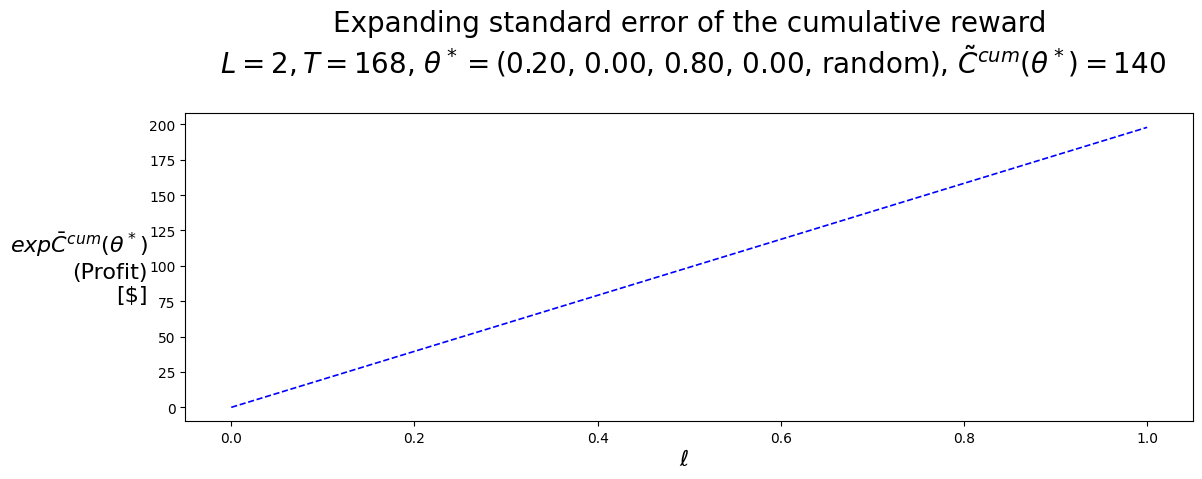 Expanding standard error of the cumulative reward
L = 2, T = 168, θ* = (0.20, 0.00, 0.80, 0.00, random), C̃ᶜᵘᵐ(θ*) = 140
200
175
150
125
100
75
50
25
0
expC̄ᶜᵘᵐ(θ*)
(Profit)
[$]
0.0 0.2 0.4 0.6 0.8 1.0
ℓ